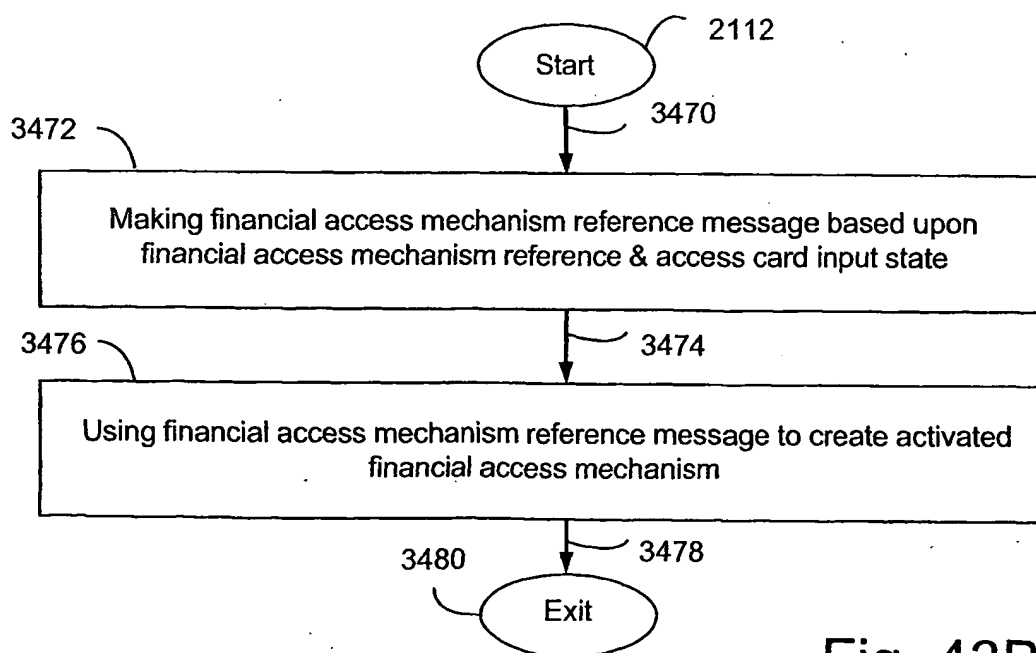 2112
Start
3470
3472
Making financial access mechanism reference message based upon
financial access mechanism reference & access card input state
3474
3476
Using financial access mechanism reference message to create activated
financial access mechanism
3478
3480
Exit